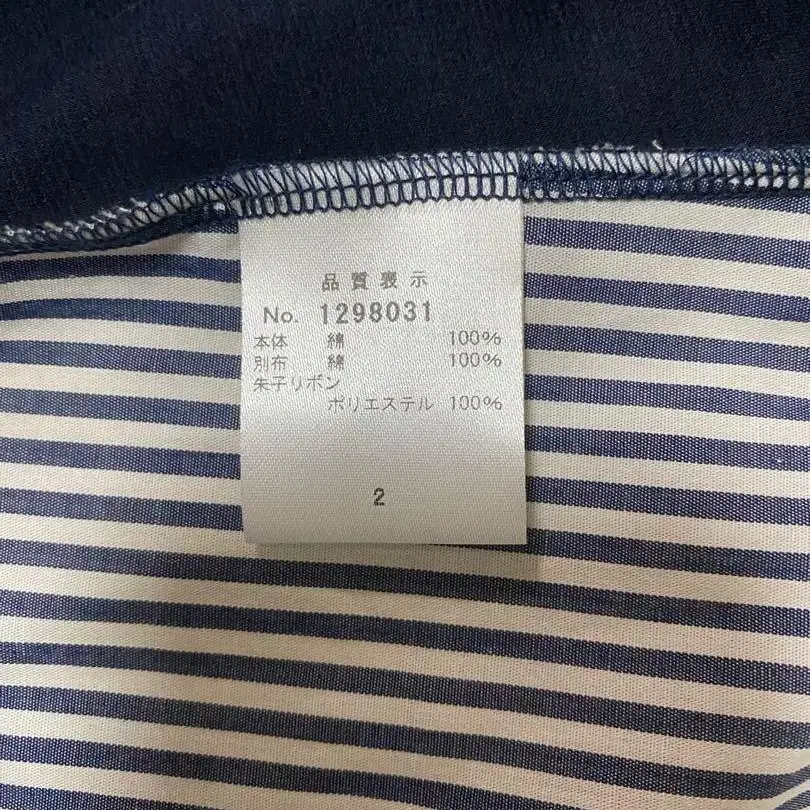 品質表示
No. 1298031
本体 綿 100%
別布 綿 100%
朱子リボン
ポリエステル 100%
2